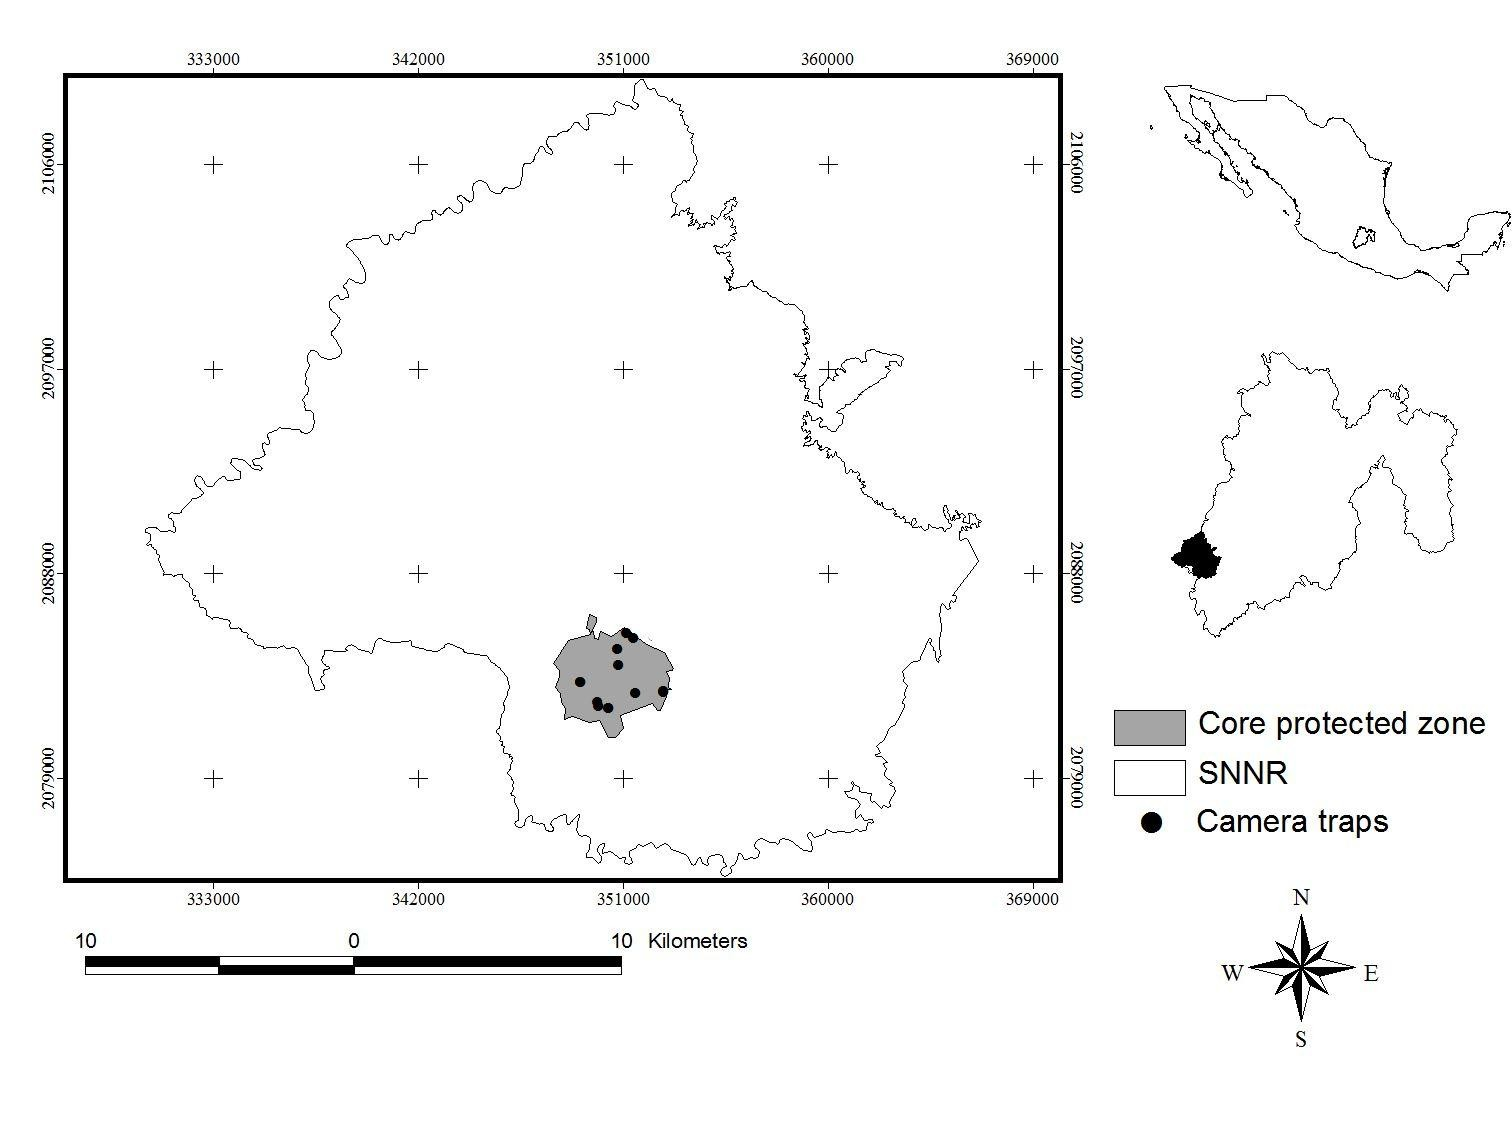 333000 342000 351000 360000 369000
2106000 2106000
2097000 2097000
2088000 2088000
2079000 2079000
333000 342000 351000 360000 369000
10 0 10 Kilometers
Core protected zone
SNNR
Camera traps
N
W E
S